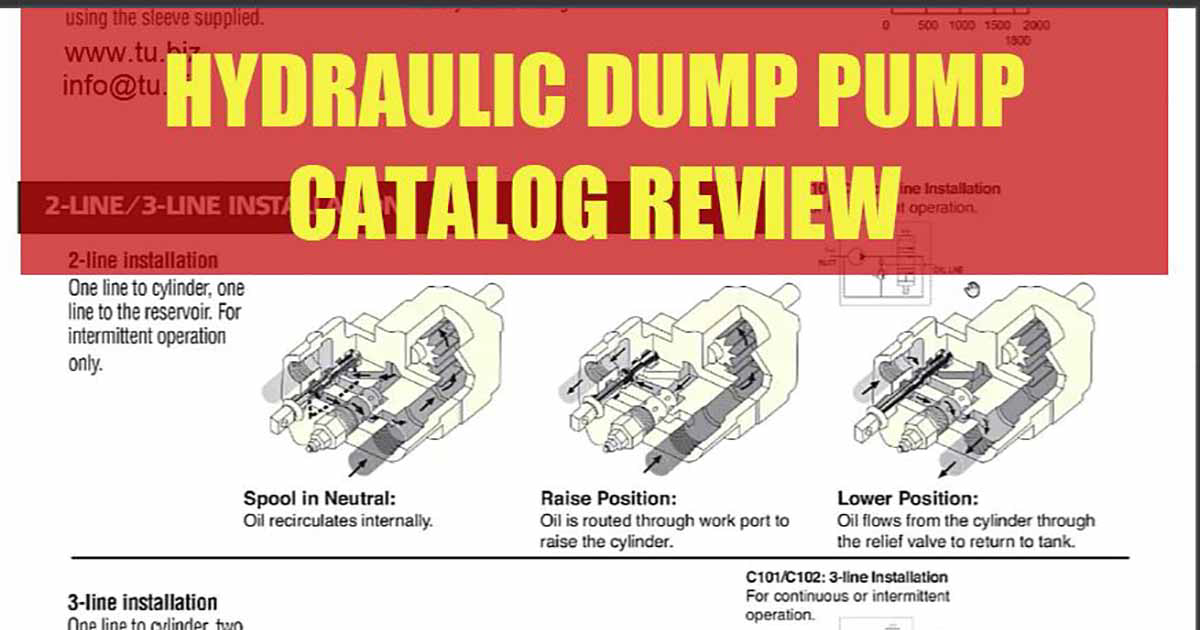 using the sleeve supplied.
www.tu.biz
info@tu.
0 500 1000 1500 2000
1800
HYDRAULIC DUMP PUMP
CATALOG REVIEW
2-LINE/3-LINE INSTALLATION
ine Installation
t operation.
2-line installation
One line to cylinder, one
line to the reservoir. For
intermittent operation
only.
INLET
OIL LINE
Spool in Neutral:
Oil recirculates internally.
Raise Position:
Oil is routed through work port to
raise the cylinder.
Lower Position:
Oil flows from the cylinder through
the relief valve to return to tank.
3-line installation
One line to cylinder, two
C101/C102: 3-line Installation
For continuous or intermittent
operation.